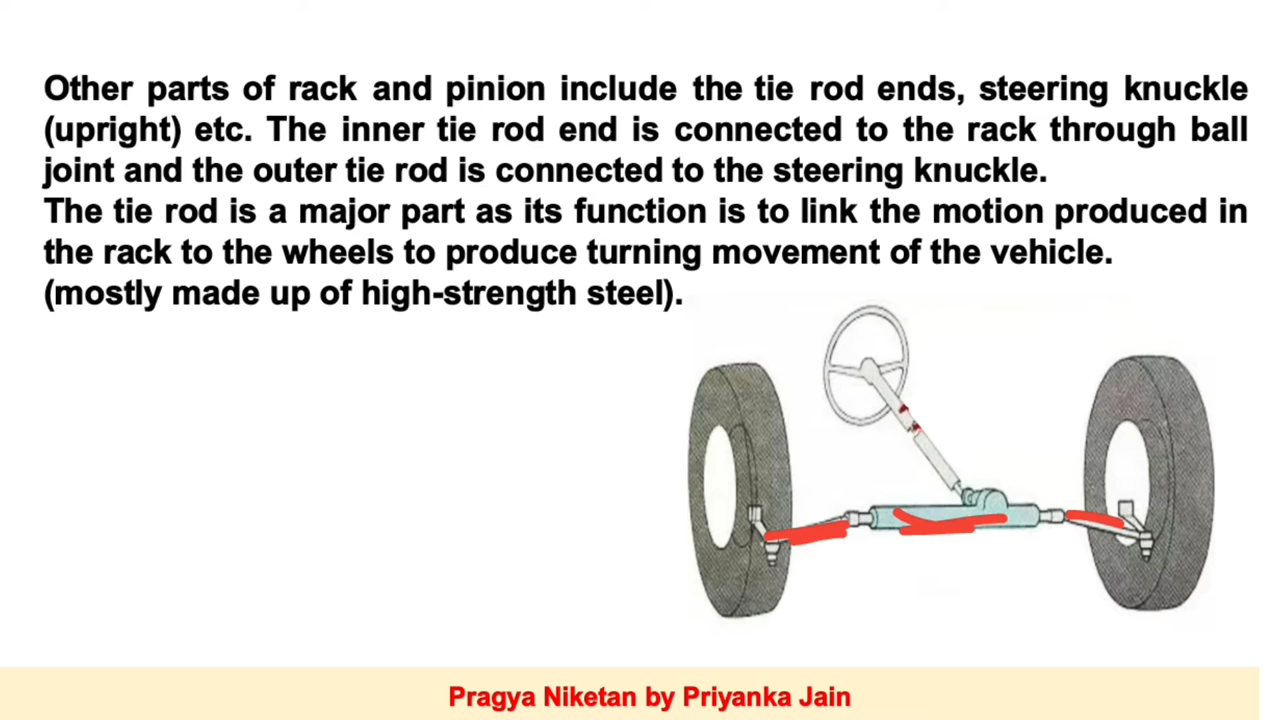 Other parts of rack and pinion include the tie rod ends, steering knuckle
(upright) etc. The inner tie rod end is connected to the rack through ball
joint and the outer tie rod is connected to the steering knuckle.
The tie rod is a major part as its function is to link the motion produced in
the rack to the wheels to produce turning movement of the vehicle.
(mostly made up of high-strength steel).
Pragya Niketan by Priyanka Jain